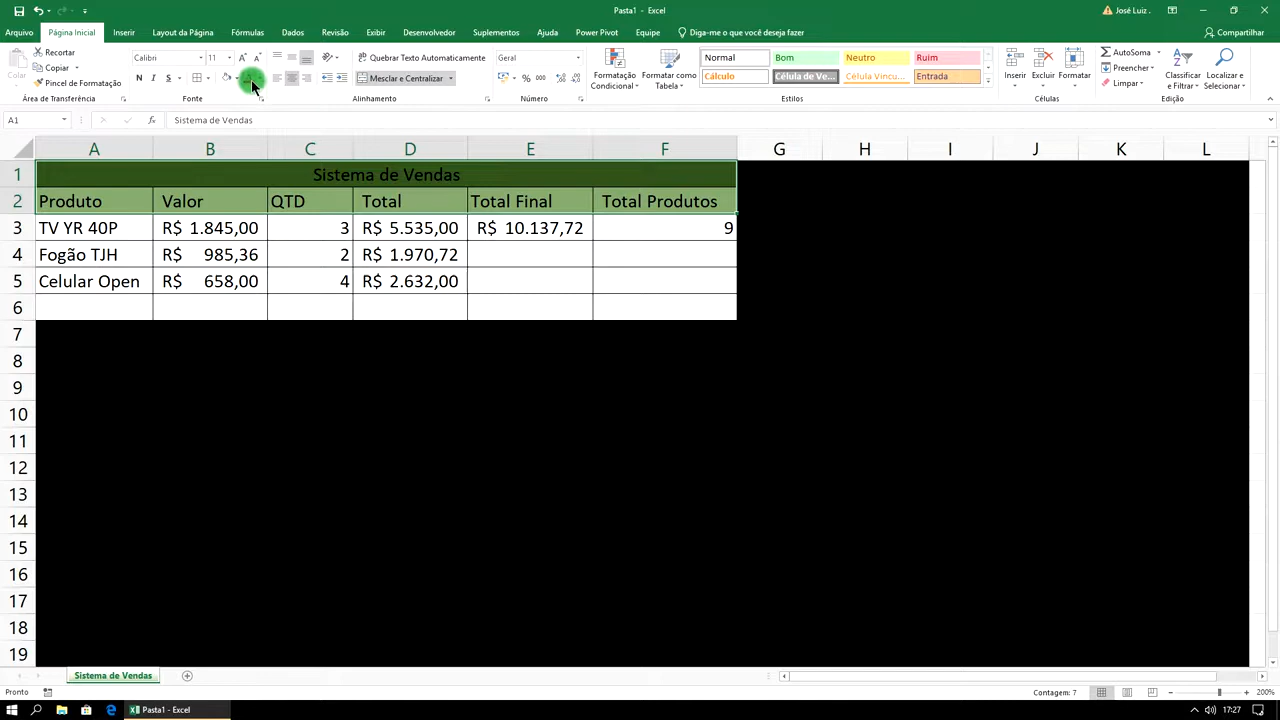 Pasta1 - Excel
José Luiz .
Arquivo
Página Inicial
Inserir
Layout da Página
Fórmulas
Dados
Revisão
Exibir
Desenvolvedor
Suplementos
Ajuda
Power Pivot
Equipe
Diga-me o que você deseja fazer
Compartilhar
Colar
Recortar
Copiar
Pincel de Formatação
Área de Transferência
Calibri
11
N
I
S
Fonte
Quebrar Texto Automaticamente
Mesclar e Centralizar
Alinhamento
Geral
%
000
Número
Formatação
Condicional
Formatar como
Tabela
Normal
Bom
Neutro
Ruim
Cálculo
Célula de Ve...
Célula Vincu...
Entrada
Estilos
Inserir
Excluir
Formatar
Células
AutoSoma
Preencher
Limpar
Classificar
e Filtrar
Localizar e
Selecionar
Edição
A1
fx
Sistema de Vendas
A B C D E F G H I J K L
1 Sistema de Vendas
2 Produto Valor QTD Total Total Final Total Produtos
3 TV YR 40P R$ 1.845,00 3 R$ 5.535,00 R$ 10.137,72 9
4 Fogão TJH R$ 985,36 2 R$ 1.970,72
5 Celular Open R$ 658,00 4 R$ 2.632,00
6
7
8
9
10
11
12
13
14
15
16
17
18
19
Sistema de Vendas
Pronto
Contagem: 7
200%
Pasta1 - Excel
17:27